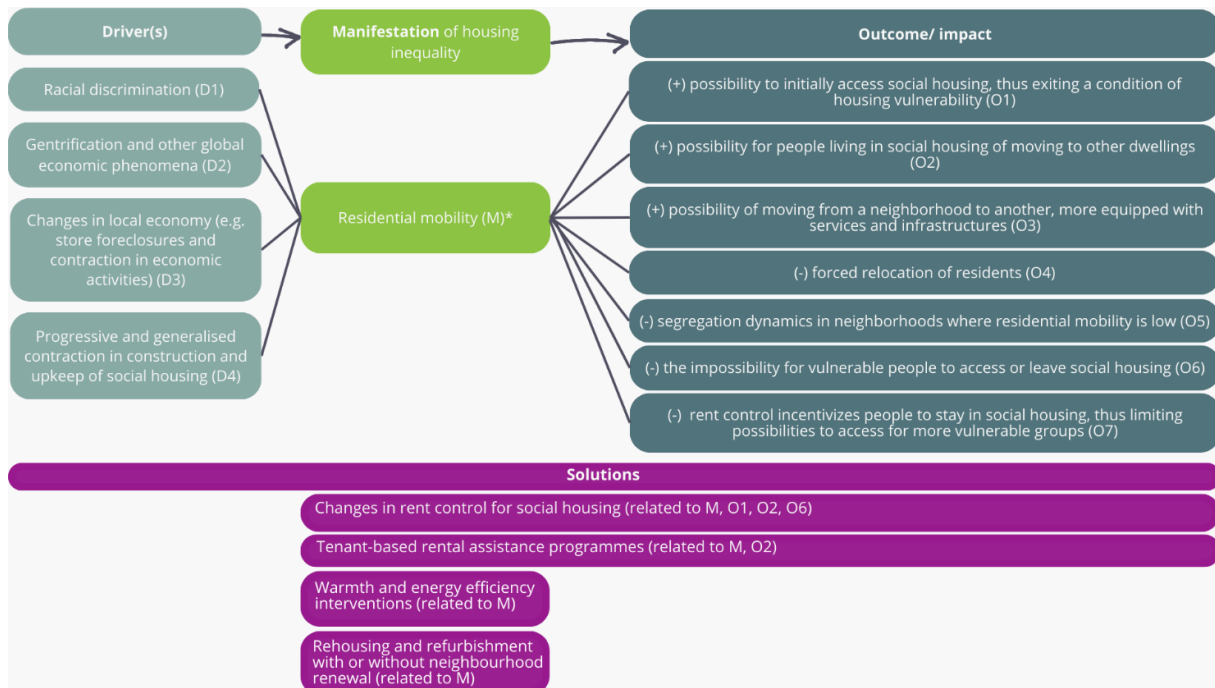 Driver(s)
Manifestation of housing
inequality
Outcome/ impact
Racial discrimination (D1)
Gentrification and other global
economic phenomena (D2)
Changes in local economy (e.g.
store foreclosures and
contraction in economic
activities) (D3)
Progressive and generalised
contraction in construction and
upkeep of social housing (D4)
Residential mobility (M)*
(+) possibility to initially access social housing, thus exiting a condition of
housing vulnerability (O1)
(+) possibility for people living in social housing of moving to other dwellings
(O2)
(+) possibility of moving from a neighborhood to another, more equipped with
services and infrastructures (O3)
(-) forced relocation of residents (O4)
(-) segregation dynamics in neighborhoods where residential mobility is low (O5)
(-) the impossibility for vulnerable people to access or leave social housing (O6)
(-) rent control incentivizes people to stay in social housing, thus limiting
possibilities to access for more vulnerable groups (O7)
Solutions
Changes in rent control for social housing (related to M, O1, O2, O6)
Tenant-based rental assistance programmes (related to M, O2)
Warmth and energy efficiency
interventions (related to M)
Rehousing and refurbishment
with or without neighbourhood
renewal (related to M)